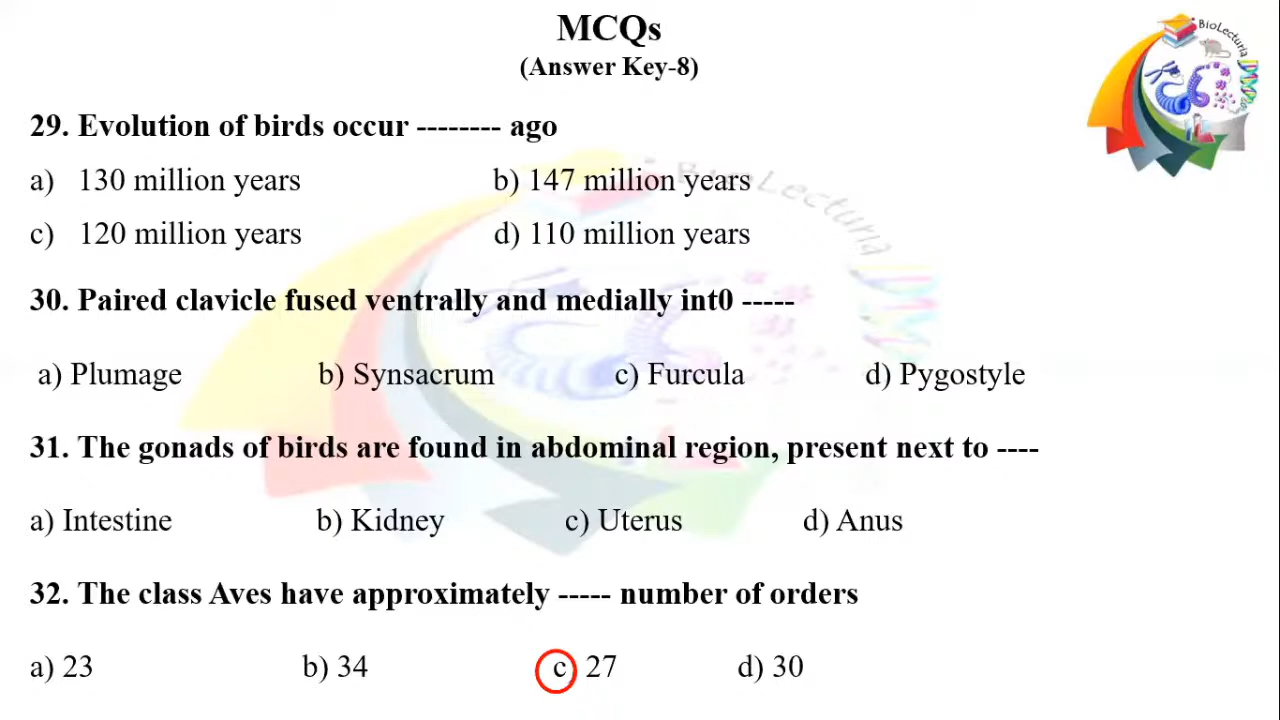 MCQs
(Answer Key-8)
BioLecturia
29. Evolution of birds occur -------- ago
a) 130 million years b) 147 million years
c) 120 million years d) 110 million years
30. Paired clavicle fused ventrally and medially int0 -----
a) Plumage b) Synsacrum c) Furcula d) Pygostyle
31. The gonads of birds are found in abdominal region, present next to ----
a) Intestine b) Kidney c) Uterus d) Anus
32. The class Aves have approximately ----- number of orders
a) 23 b) 34 c) 27 d) 30
BioLecturia